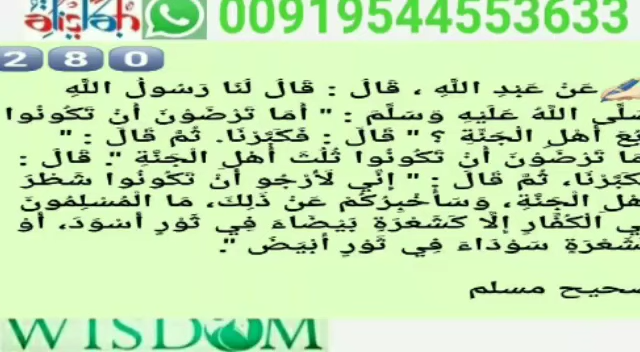 alislah 00919544553633
280
عَنْ عَبْدِ اللَّهِ ، قَالَ : قَالَ لَنَا رَسُولُ اللَّهِ
صَلَّى اللَّهُ عَلَيْهِ وَسَلَّمَ : " أَمَا تَرْضَوْنَ أَنْ تَكُونُوا
رُبُعَ أَهْلِ الْجَنَّةِ ؟ " قَالَ : فَكَبَّرْنَا. ثُمَّ قَالَ : "
أَمَا تَرْضَوْنَ أَنْ تَكُونُوا ثُلُثَ أَهْلِ الْجَنَّةِ ". قَالَ :
فَكَبَّرْنَا، ثُمَّ قَالَ : " إِنِّي لَأَرْجُو أَنْ تَكُونُوا شَطْرَ
أَهْلِ الْجَنَّةِ، وَسَأُخْبِرُكُمْ عَنْ ذَلِكَ، مَا الْمُسْلِمُونَ
فِي الْكُفَّارِ إِلَّا كَشَعْرَةٍ بَيْضَاءَ فِي ثَوْرٍ أَسْوَدَ، أَوْ
كَشَعْرَةٍ سَوْدَاءَ فِي ثَوْرٍ أَبْيَضَ ".
صحيح مسلم
WISDOM